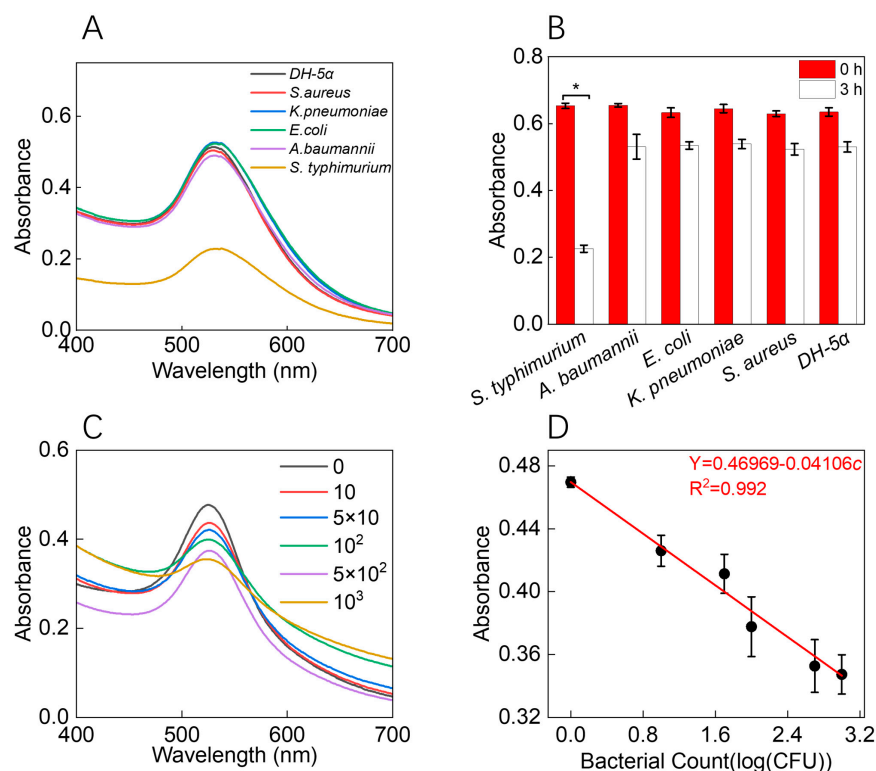 A
Absorbance
0.6
0.4
0.2
0.0
400
500
600
700
Wavelength (nm)
DH-5α
S.aureus
K.pneumoniae
E.coli
A.baumannii
S. typhimurium
B
Absorbance
0.8
0.6
0.4
0.2
0.0
*
0 h
3 h
S. typhimurium
A. baumannii
E. coli
K. pneumoniae
S. aureus
DH-5α
C
Absorbance
0.6
0.4
0.2
0.0
400
500
600
700
Wavelength (nm)
0
10
5×10
10²
5×10²
10³
D
Absorbance
0.48
0.44
0.40
0.36
0.32
Y=0.46969-0.04106c
R²=0.992
0.0
0.8
1.6
2.4
3.2
Bacterial Count(log(CFU))